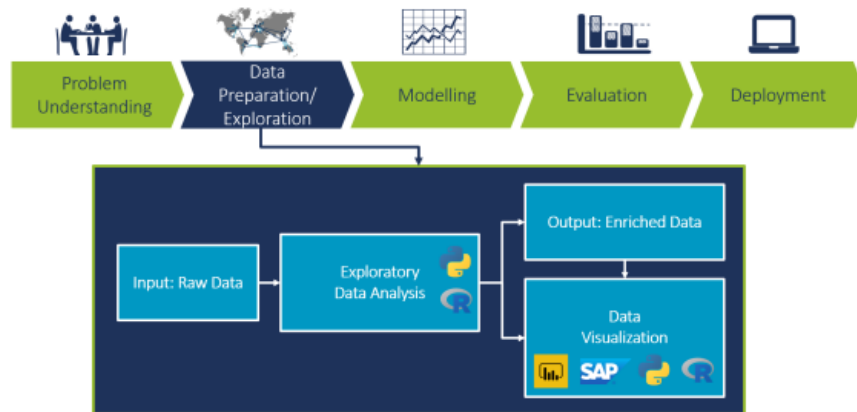 Problem
Understanding
Data
Preparation/
Exploration
Modelling
Evaluation
Deployment
Input: Raw Data
Exploratory
Data Analysis
Output: Enriched Data
Data
Visualization
SAP
R
R